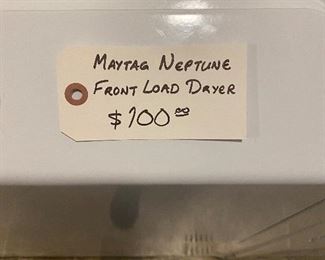 MAYTAG NEPTUNE
FRONT LOAD DRYER
$100.00